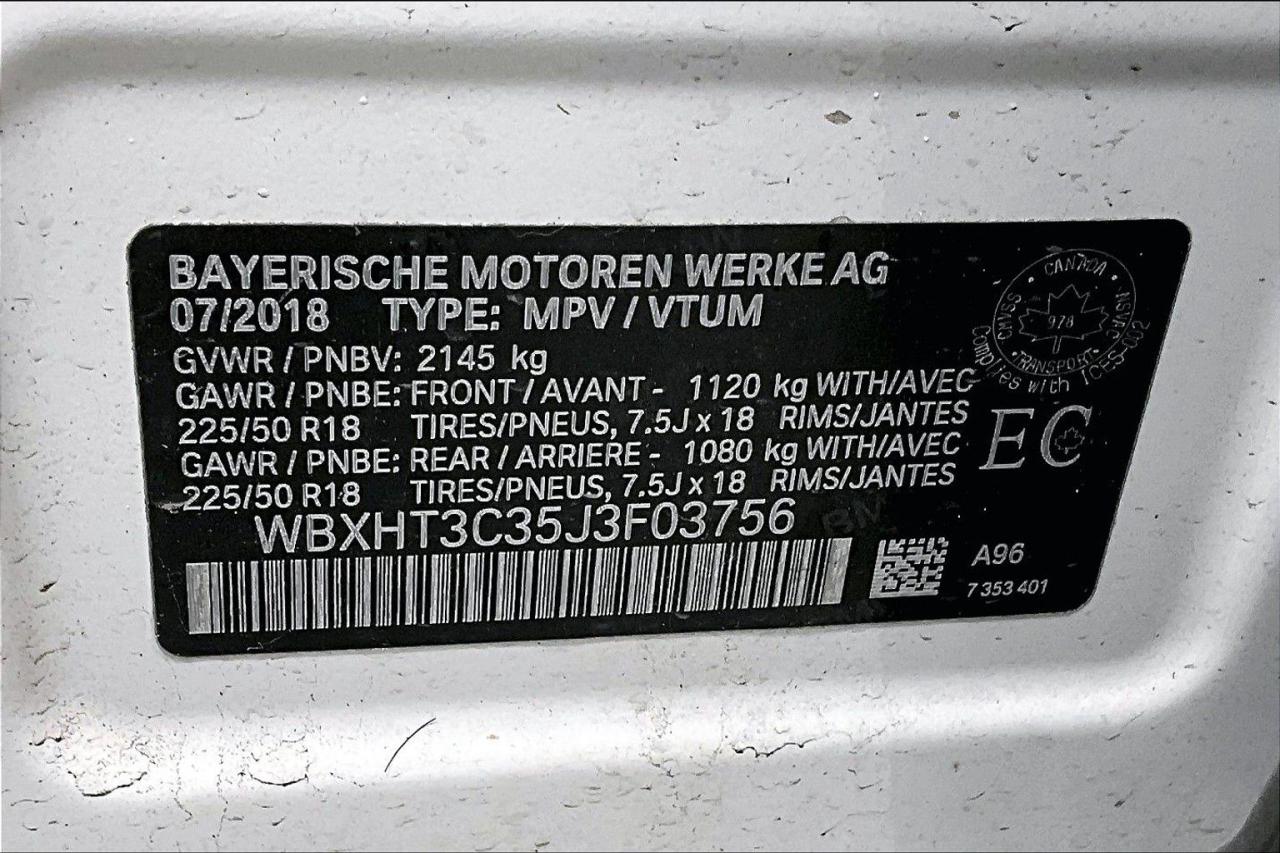 BAYERISCHE MOTOREN WERKE AG
07/2018 TYPE: MPV / VTUM
GVWR / PNBV: 2145 kg
GAWR / PNBE: FRONT / AVANT - 1120 kg WITH/AVEC
225/50 R18 TIRES/PNEUS, 7.5J x 18 RIMS/JANTES
GAWR / PNBE: REAR / ARRIERE - 1080 kg WITH/AVEC
225/50 R18 TIRES/PNEUS, 7.5J x 18 RIMS/JANTES
WBXHT3C35J3F03756
CANADA
CMVSS 978 NSVAC
TRANSPORT
Complies with ICES-002
EC
A96
7 353 401